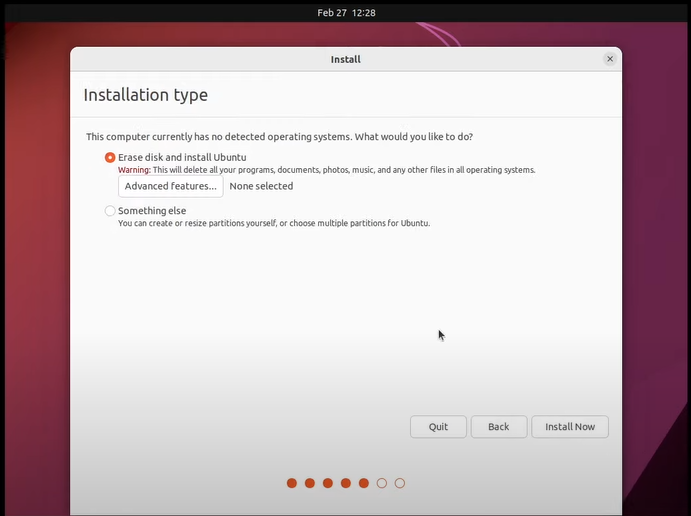 Feb 27 12:28
Install
Installation type
This computer currently has no detected operating systems. What would you like to do?
Erase disk and install Ubuntu
Warning: This will delete all your programs, documents, photos, music, and any other files in all operating systems.
Advanced features... None selected
Something else
You can create or resize partitions yourself, or choose multiple partitions for Ubuntu.
Quit Back Install Now